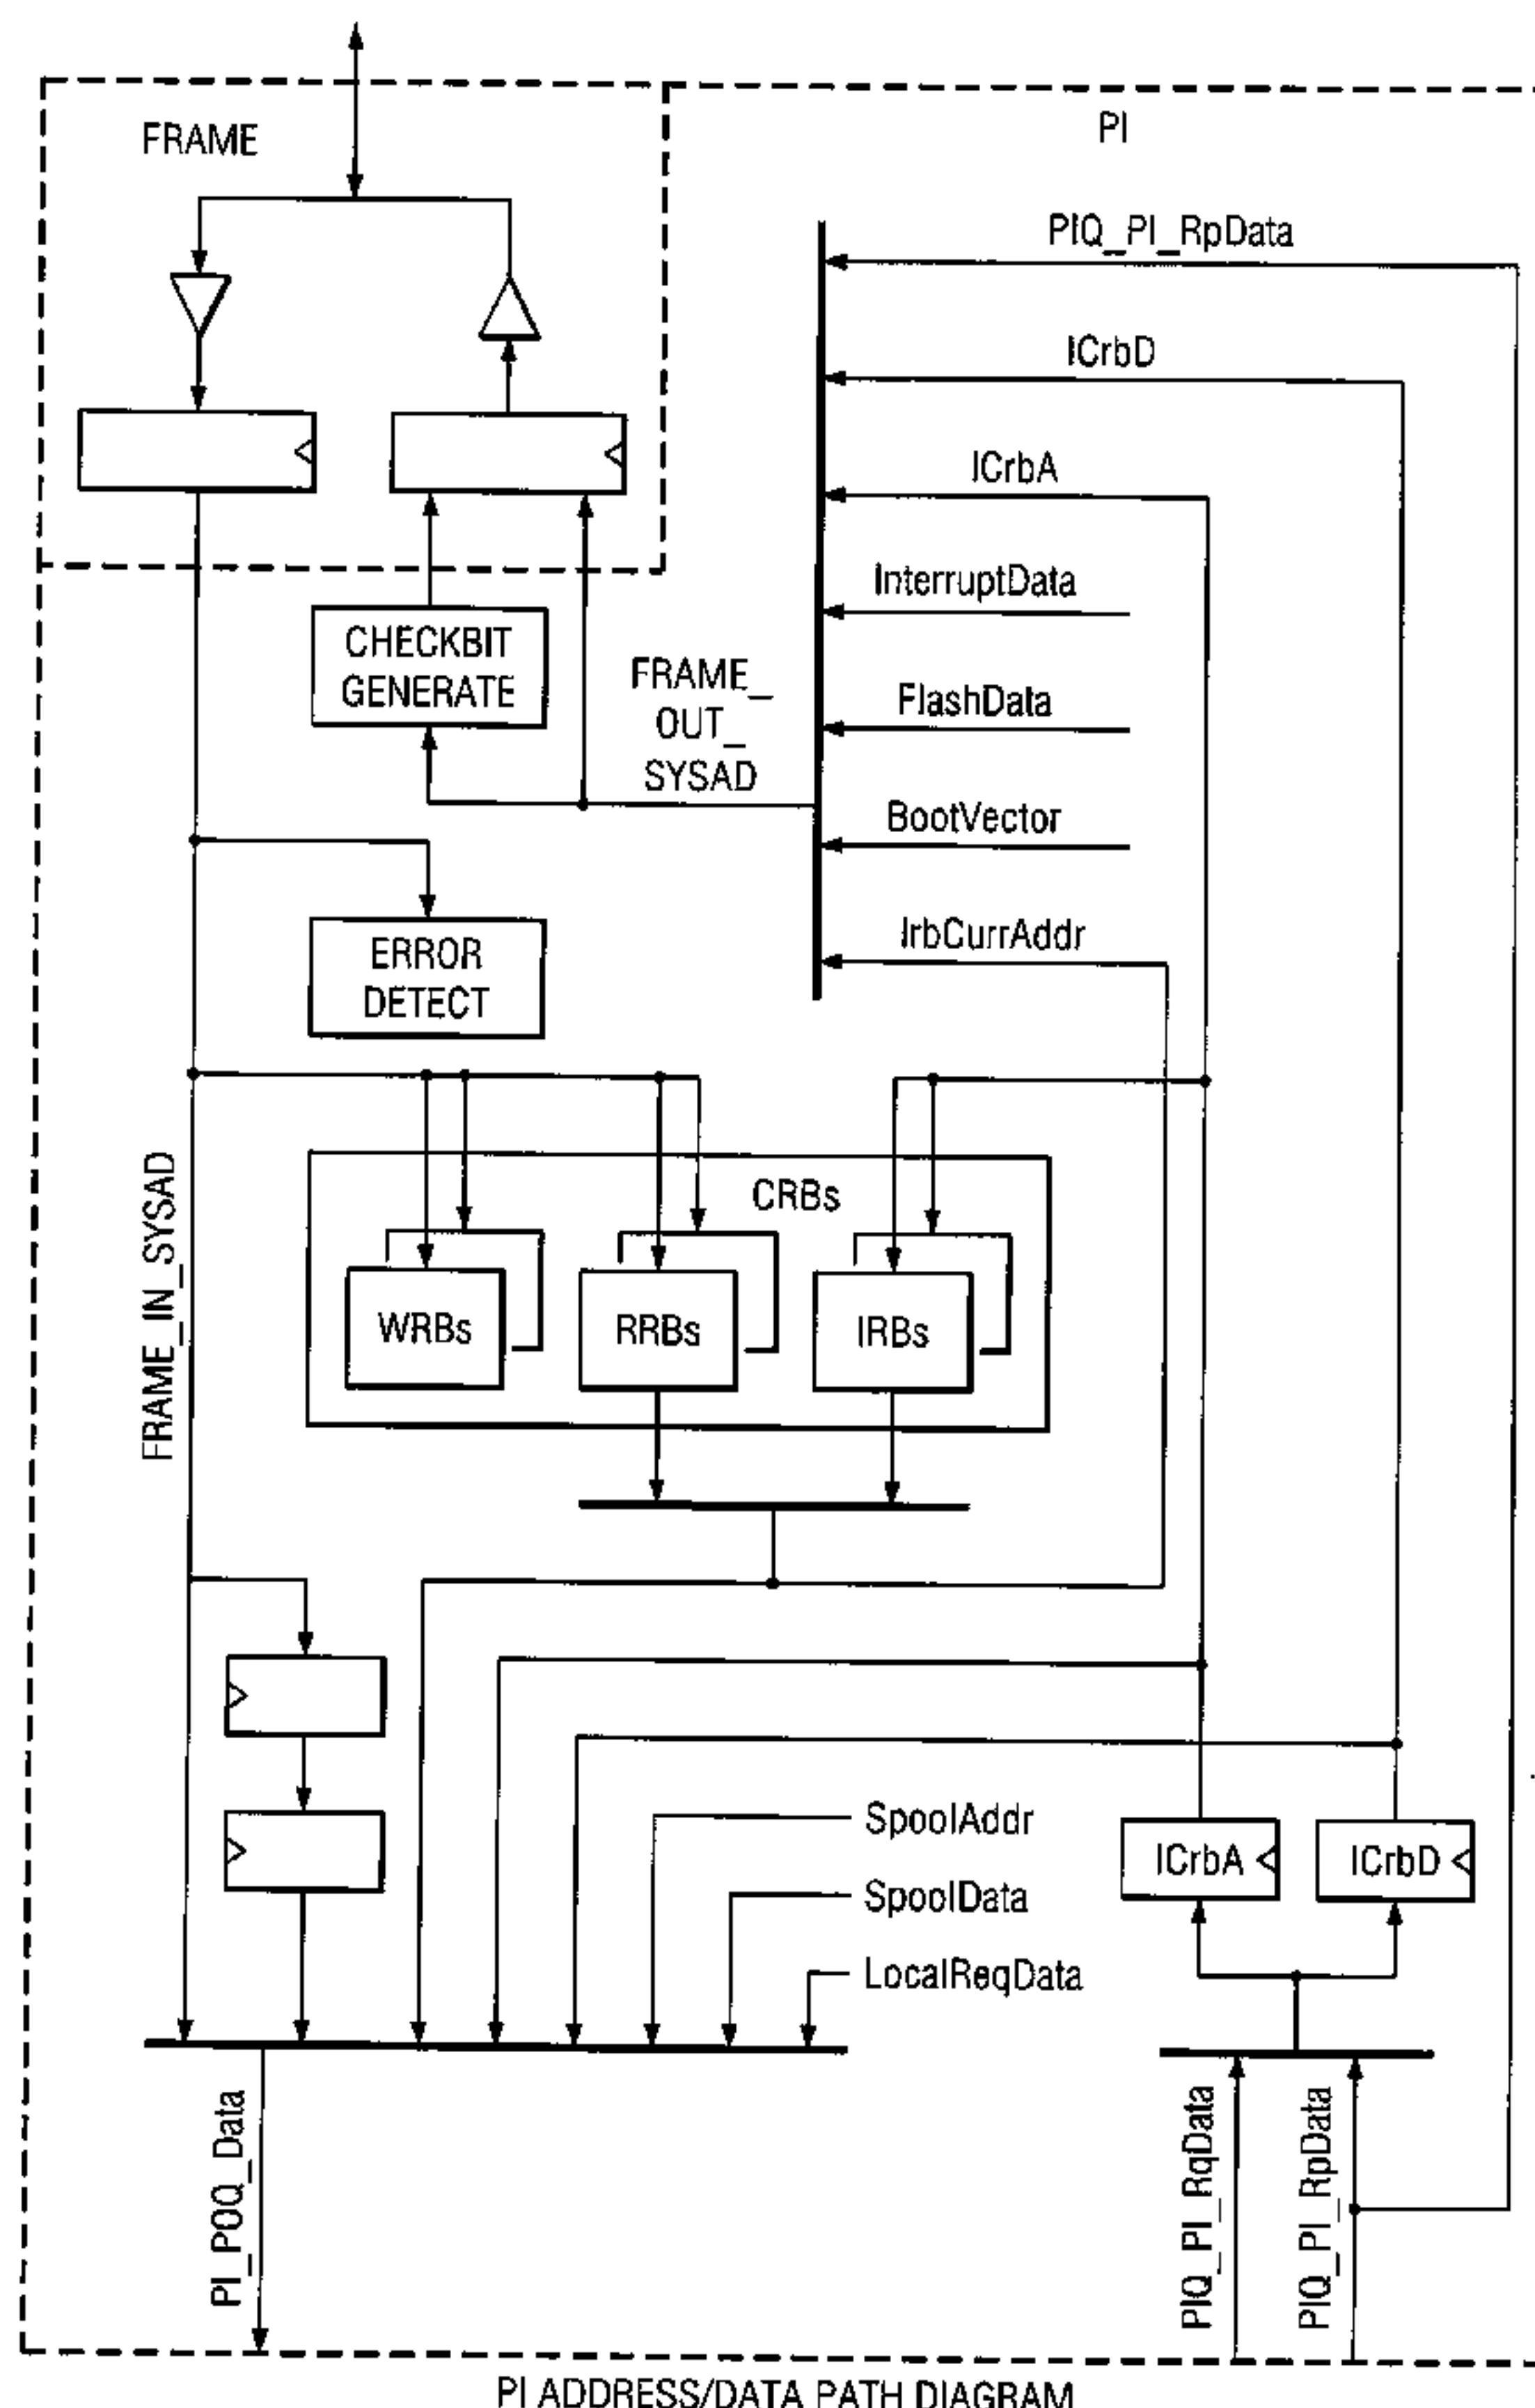 FRAME
PI
PIQ_PI_RpData
ICrbD
ICrbA
InterruptData
FlashData
BootVector
IrbCurrAddr
CHECKBIT
GENERATE
FRAME_
OUT_
SYSAD
ERROR
DETECT
FRAME_IN_SYSAD
CRBs
WRBs
RRBs
IRBs
SpoolAddr
SpoolData
LocalReqData
ICrbA
ICrbD
PI_POQ_Data
PIQ_PI_RqData
PIQ_PI_RpData
PI ADDRESS/DATA PATH DIAGRAM